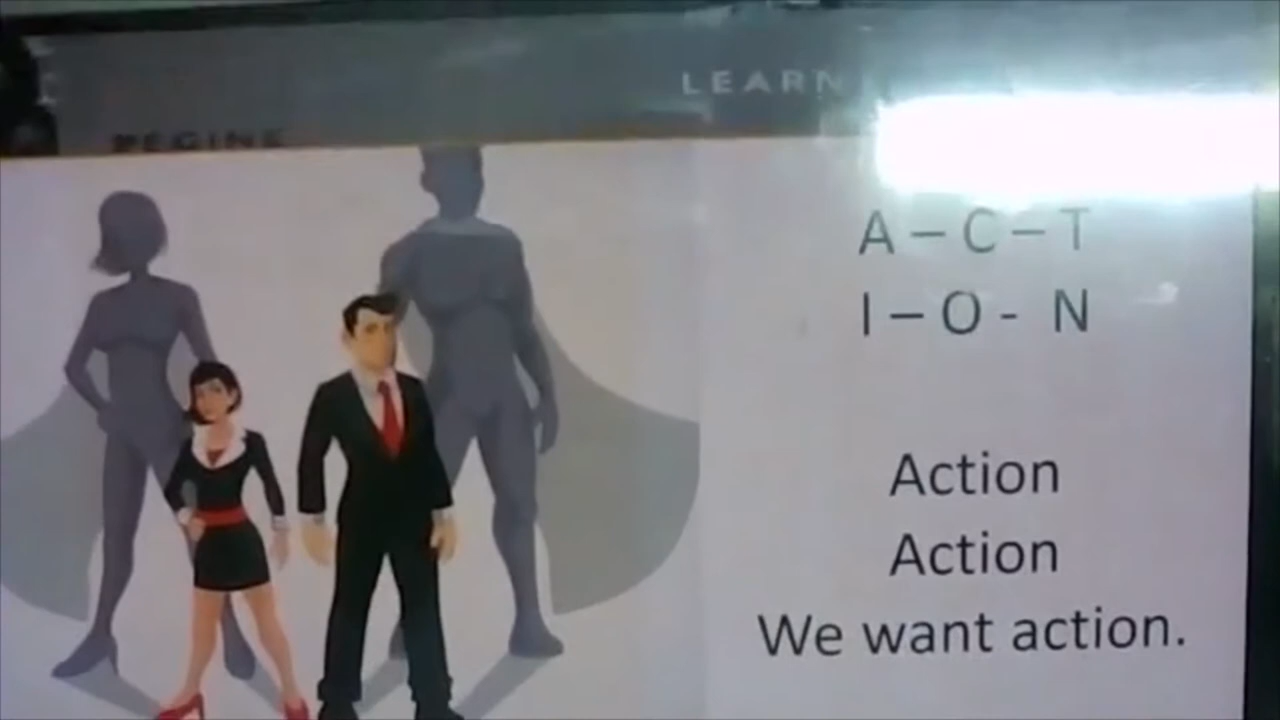 LEARN
A – C – T
I – O - N
Action
Action
We want action.